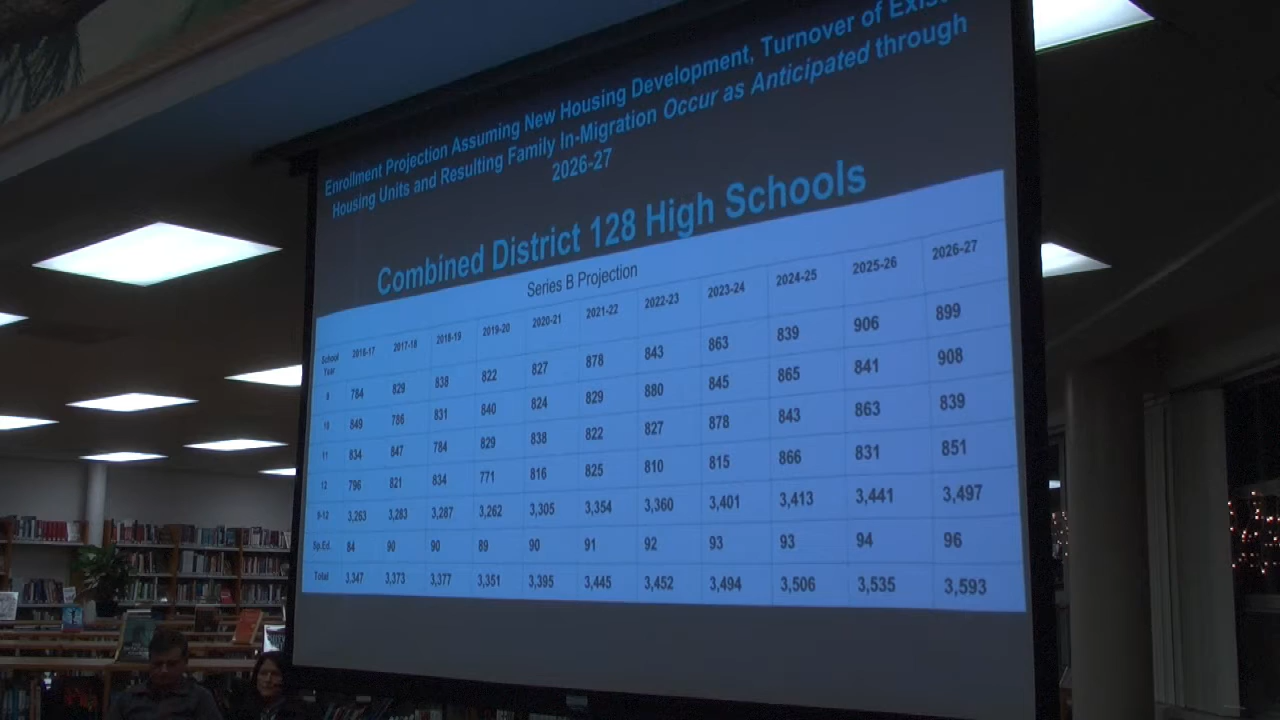 Enrollment Projection Assuming New Housing Development, Turnover of
Housing Units and Resulting Family In-Migration Occur as Anticipated through
2026-27
Combined District 128 High Schools
Series B Projection
School Year 2016-17 2017-18 2018-19 2019-20 2020-21 2021-22 2022-23 2023-24 2024-25 2025-26 2026-27
9 784 829 838 822 827 878 843 863 839 906 899
10 849 786 831 840 824 829 880 845 865 841 908
11 834 847 784 829 838 822 827 878 843 863 839
12 796 821 834 771 816 825 810 815 866 831 851
9-12 3,263 3,283 3,287 3,262 3,305 3,354 3,360 3,401 3,413 3,441 3,497
Sp.Ed. 84 90 90 89 90 91 92 93 93 94 96
Total 3,347 3,373 3,377 3,351 3,395 3,445 3,452 3,494 3,506 3,535 3,593